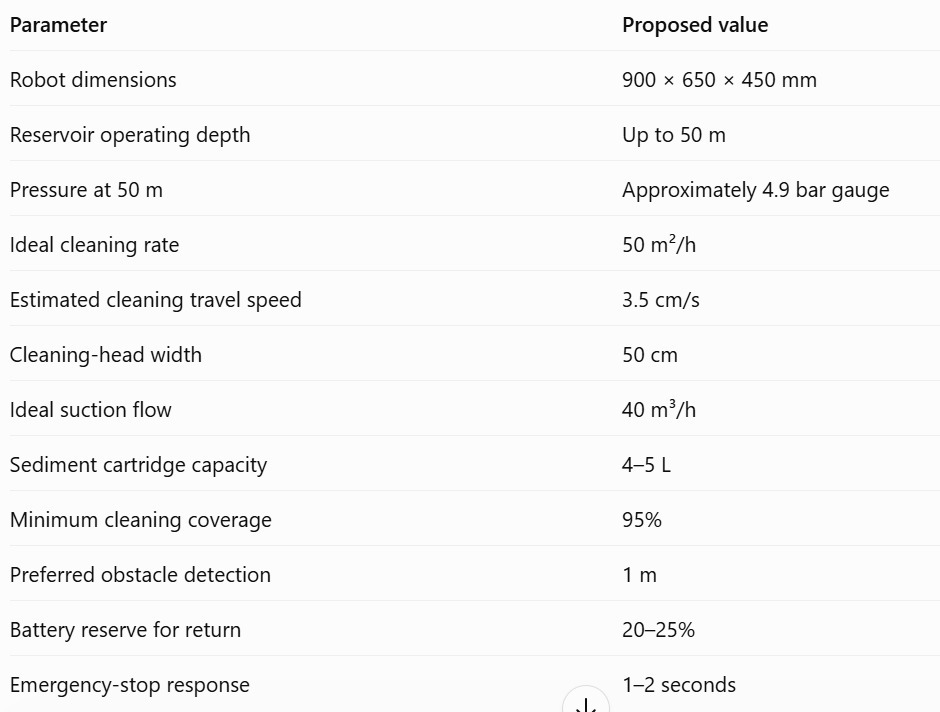 Parameter Proposed value
Robot dimensions 900 × 650 × 450 mm
Reservoir operating depth Up to 50 m
Pressure at 50 m Approximately 4.9 bar gauge
Ideal cleaning rate 50 m²/h
Estimated cleaning travel speed 3.5 cm/s
Cleaning-head width 50 cm
Ideal suction flow 40 m³/h
Sediment cartridge capacity 4–5 L
Minimum cleaning coverage 95%
Preferred obstacle detection 1 m
Battery reserve for return 20–25%
Emergency-stop response 1–2 seconds